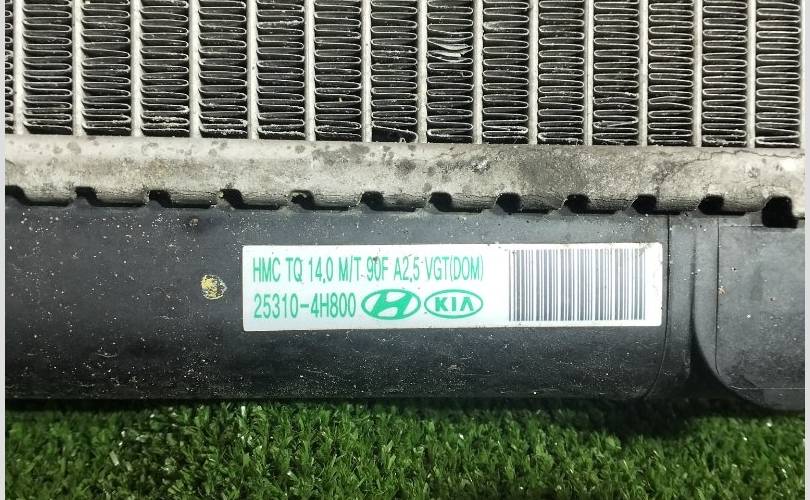 HMC TQ 14,0 M/T 90F A2,5 VGT(DOM)
25310-4H800 KIA